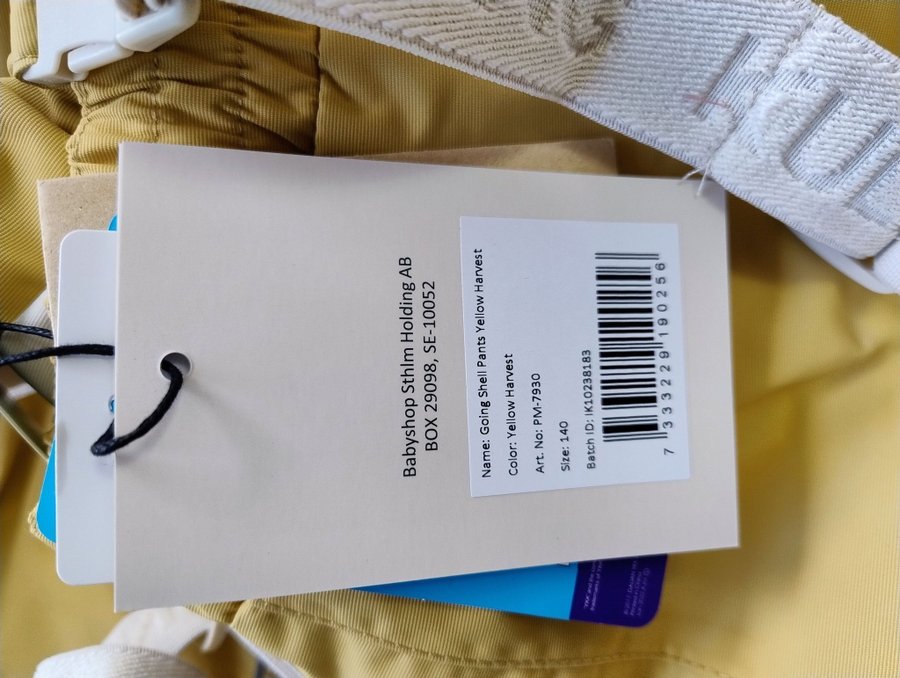 Babyshop Sthlm Holding AB
BOX 29098, SE-10052
Name: Going Shell Pants Yellow Harvest
Color: Yellow Harvest
Art. No: PM-7930
Size: 140
Batch ID: IK10238183
7 333229 190256